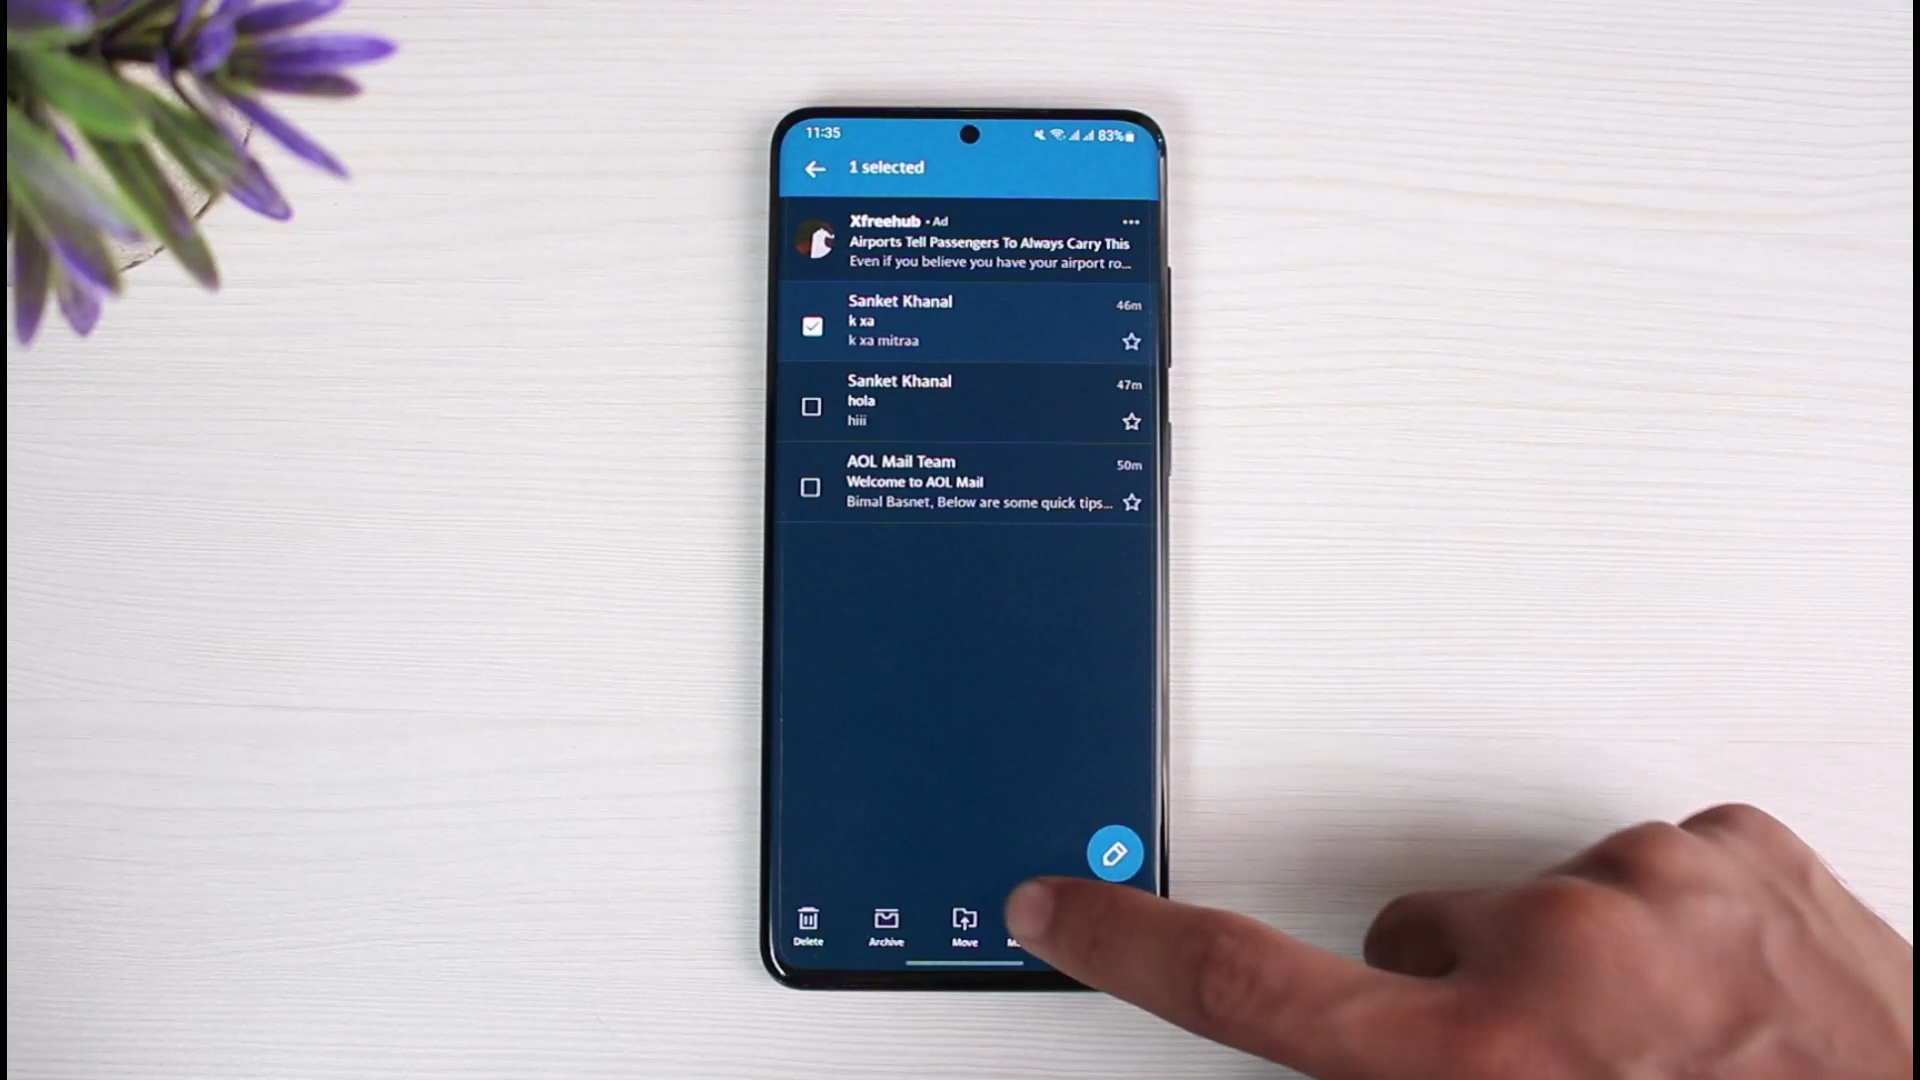 11:35
83%
1 selected
Xfreehub • Ad
Airports Tell Passengers To Always Carry This
Even if you believe you have your airport ro...
Sanket Khanal
46m
k xa
k xa mitraa
Sanket Khanal
47m
hola
hiii
AOL Mail Team
50m
Welcome to AOL Mail
Bimal Basnet, Below are some quick tips...
Delete
Archive
Move